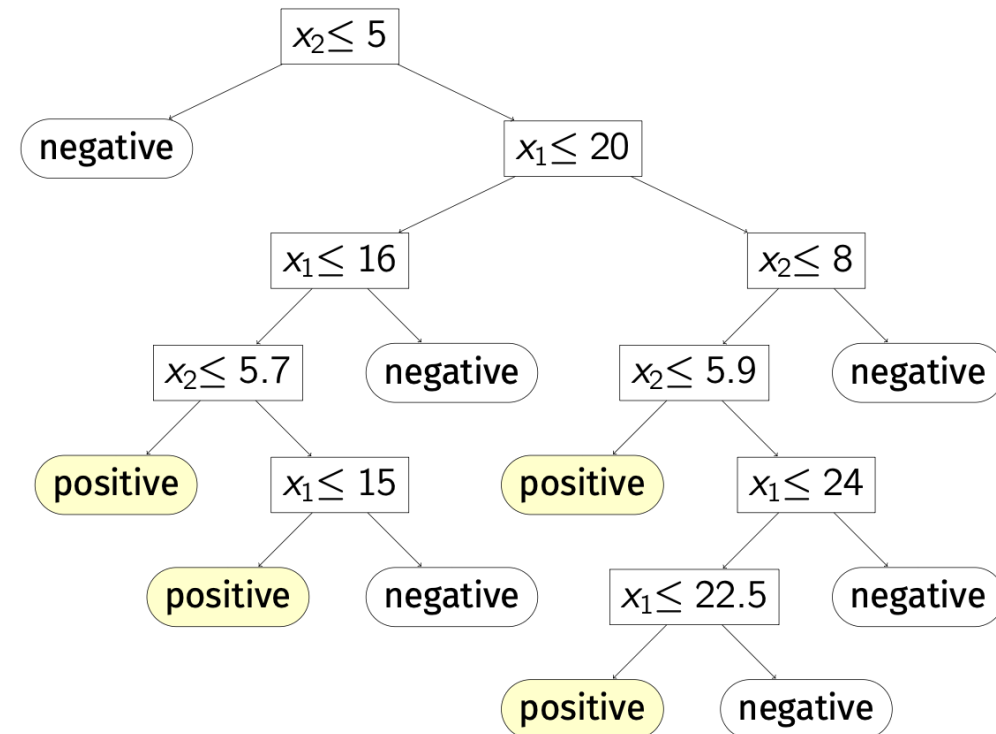 x₂≤ 5
negative
x₁≤ 20
x₁≤ 16
x₂≤ 8
x₂≤ 5.7
negative
x₂≤ 5.9
negative
positive
x₁≤ 15
positive
x₁≤ 24
positive
negative
x₁≤ 22.5
negative
positive
negative